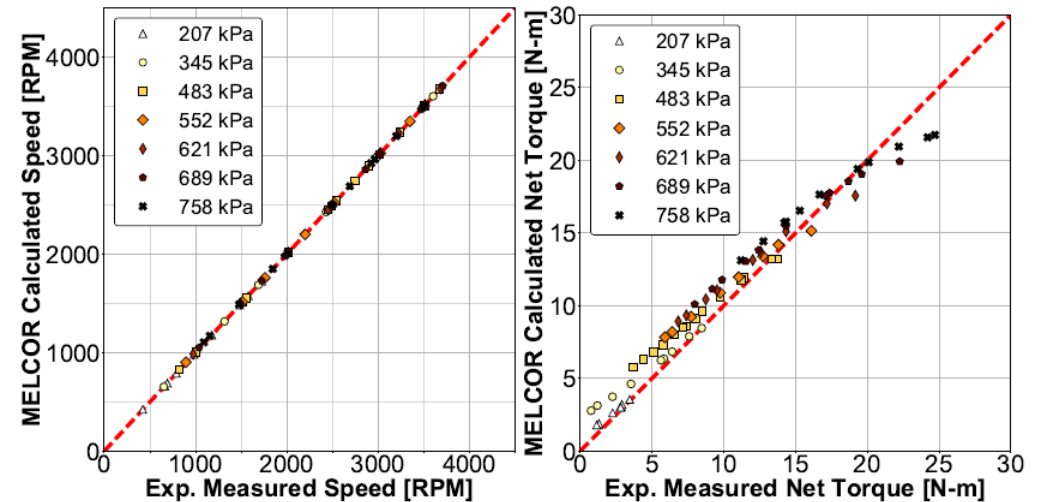 MELCOR Calculated Speed [RPM]
4000
3000
2000
1000
0
207 kPa
345 kPa
483 kPa
552 kPa
621 kPa
689 kPa
758 kPa
0 1000 2000 3000 4000
Exp. Measured Speed [RPM]
MELCOR Calculated Net Torque [N-m]
30
25
20
15
10
5
0
207 kPa
345 kPa
483 kPa
552 kPa
621 kPa
689 kPa
758 kPa
0 5 10 15 20 25 30
Exp. Measured Net Torque [N-m]